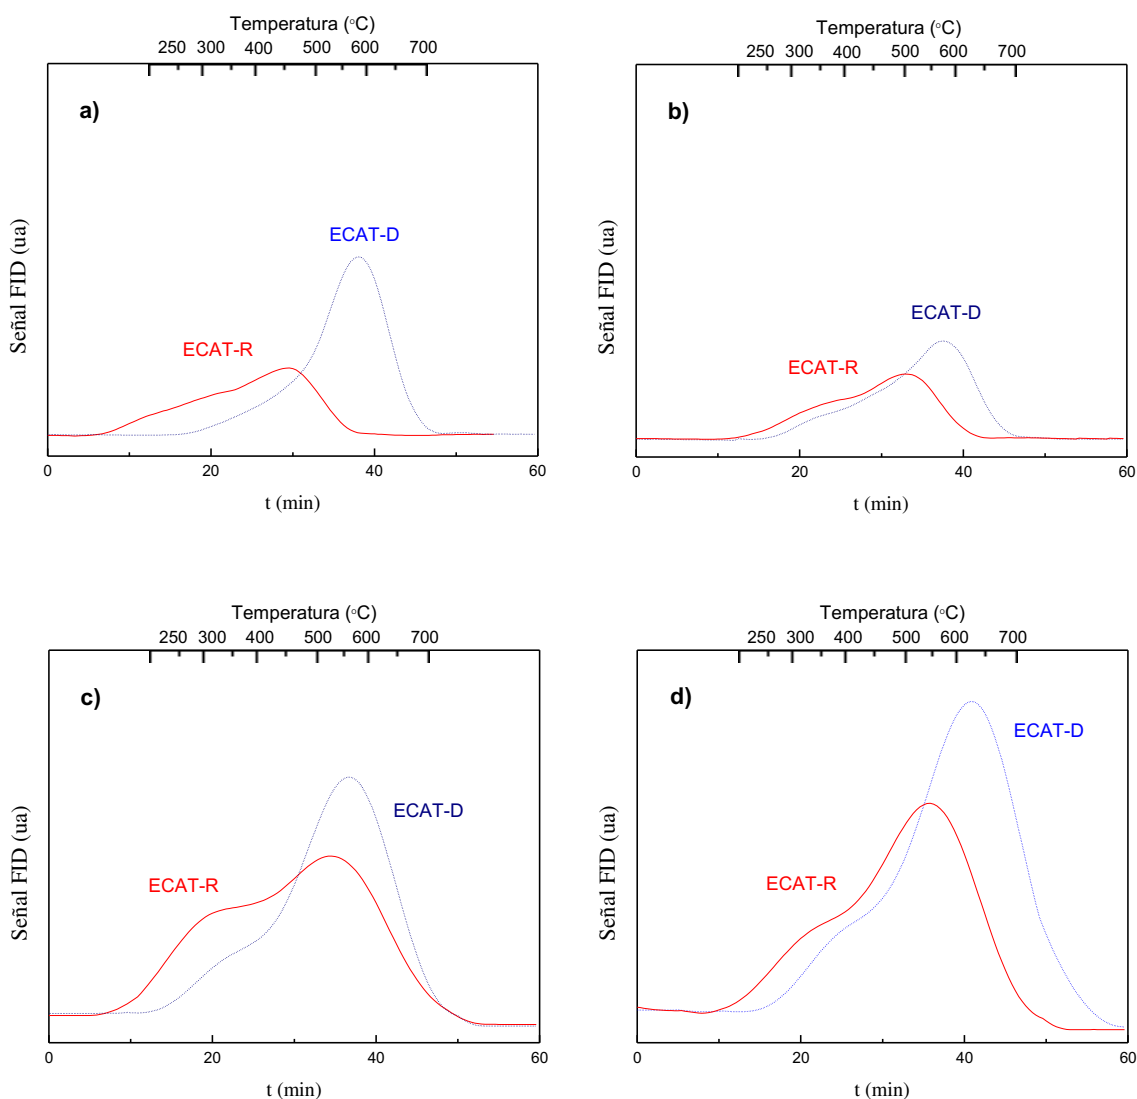 Temperatura (°C)
250 300 400 500 600 700
a)
Señal FID (ua)
ECAT-D
ECAT-R
0 20 40 60
t (min)
Temperatura (°C)
250 300 400 500 600 700
b)
Señal FID (ua)
ECAT-D
ECAT-R
0 20 40 60
t (min)
Temperatura (°C)
250 300 400 500 600 700
c)
Señal FID (ua)
ECAT-D
ECAT-R
0 20 40 60
t (min)
Temperatura (°C)
250 300 400 500 600 700
d)
Señal FID (ua)
ECAT-D
ECAT-R
0 20 40 60
t (min)